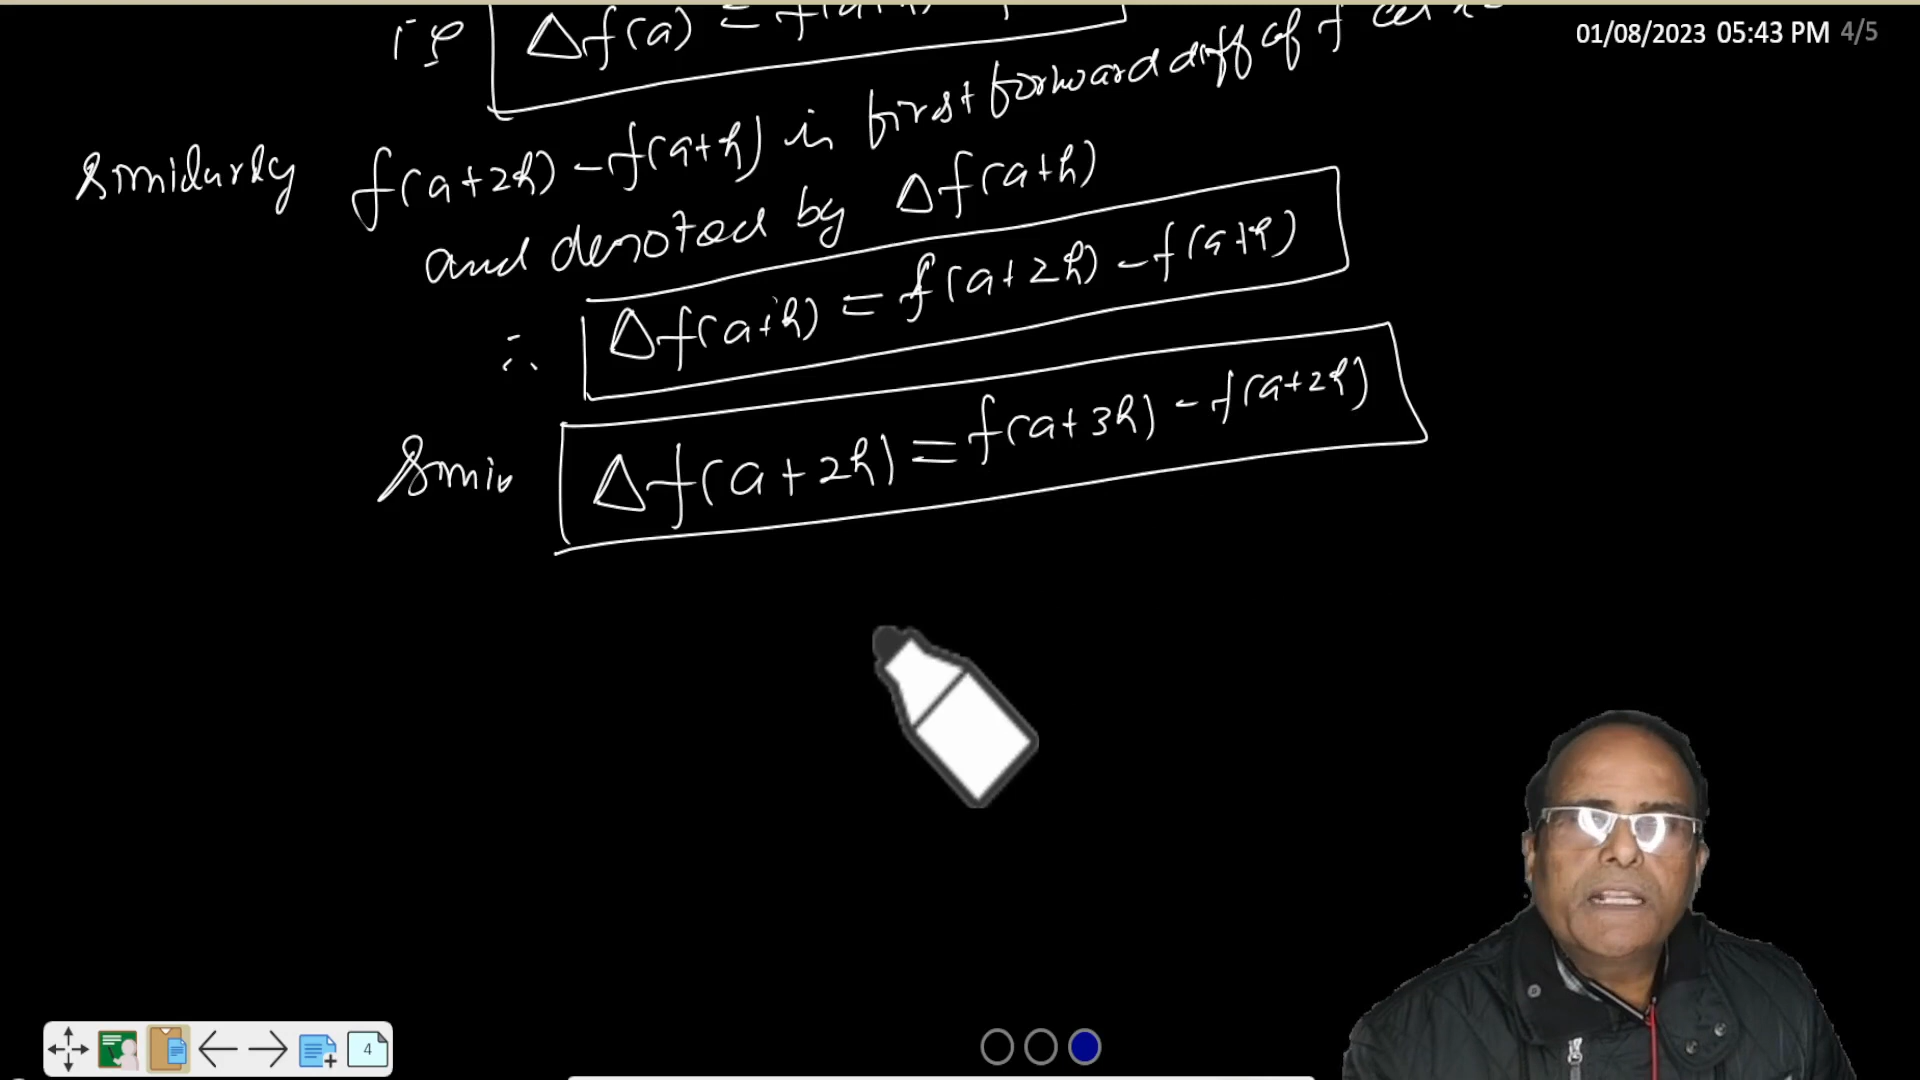 Δf(a) =
01/08/2023 05:43 PM 4/5
Similarly f(a+2h) - f(a+h) is first forward diff of f
and denoted by Δf(a+h)
∴ Δf(a+h) = f(a+2h) - f(a+h)
Δf(a+2h) = f(a+3h) - f(a+2h)
4